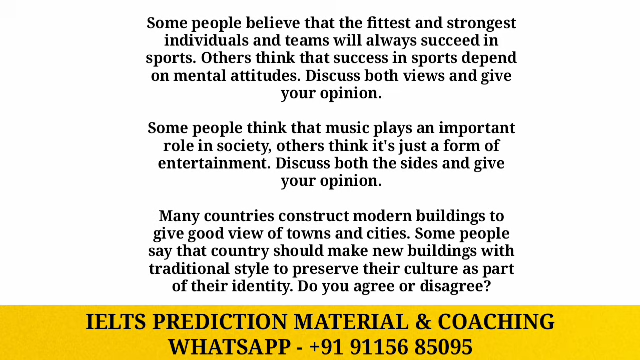 Some people believe that the fittest and strongest
individuals and teams will always succeed in
sports. Others think that success in sports depend
on mental attitudes. Discuss both views and give
your opinion.
Some people think that music plays an important
role in society, others think it's just a form of
entertainment. Discuss both the sides and give
your opinion.
Many countries construct modern buildings to
give good view of towns and cities. Some people
say that country should make new buildings with
traditional style to preserve their culture as part
of their identity. Do you agree or disagree?
IELTS PREDICTION MATERIAL & COACHING
WHATSAPP - +91 91156 85095